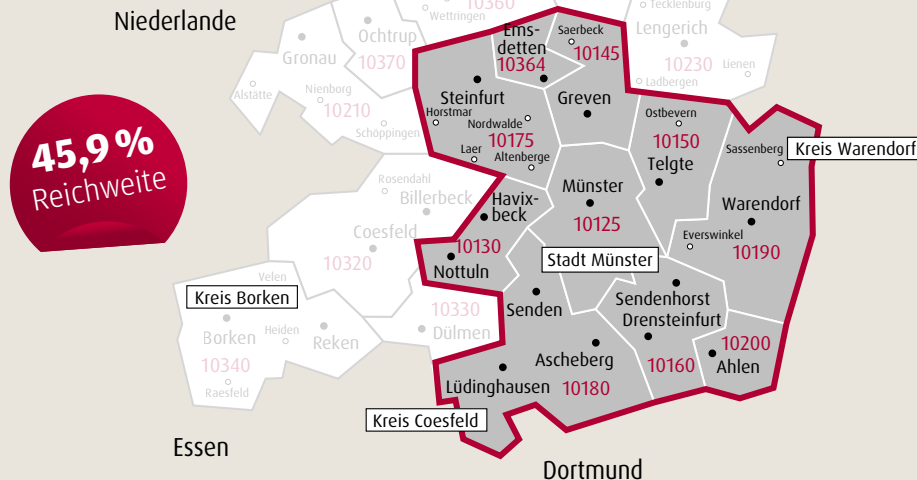 Niederlande
Wettringen
10360
Tecklenburg
Ochtrup
10370
Ems-
detten
10364
Saerbeck
10145
Lengerich
10230
Lienen
Ladbergen
Gronau
Alstätte
Nienborg
10210
Schöppingen
Steinfurt
Horstmar
Nordwalde
10175
Laer
Altenberge
Greven
Ostbevern
10150
Telgte
Sassenberg
Kreis Warendorf
45,9 %
Reichweite
Rosendahl
Billerbeck
Coesfeld
10320
Havix-
beck
10130
Nottuln
Münster
10125
Stadt Münster
Everswinkel
Warendorf
10190
Velen
Kreis Borken
Borken
Heiden
Reken
10340
Raesfeld
10330
Dülmen
Senden
Sendenhorst
Drensteinfurt
10160
10200
Ahlen
Ascheberg
Lüdinghausen
10180
Kreis Coesfeld
Essen
Dortmund